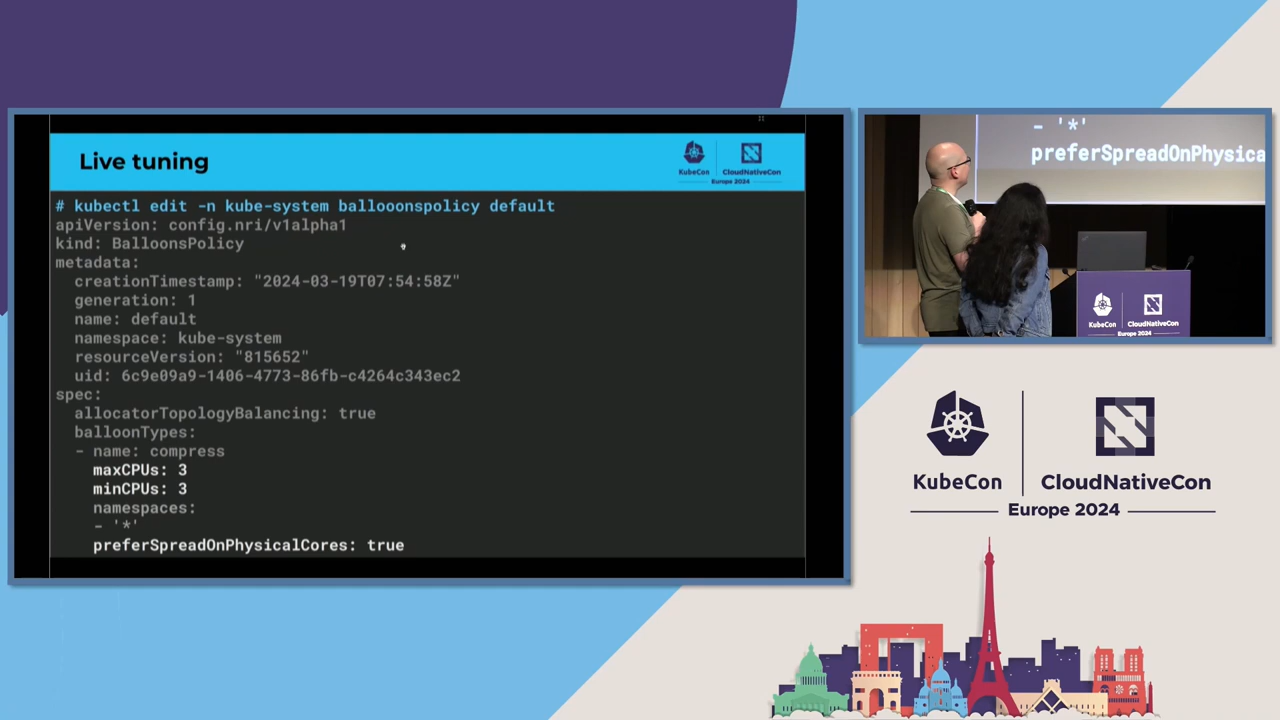 Live tuning
KubeCon
CloudNativeCon
Europe 2024
# kubectl edit -n kube-system ballooonspolicy default
apiVersion: config.nri/v1alpha1
kind: BalloonsPolicy
metadata:
creationTimestamp: "2024-03-19T07:54:58Z"
generation: 1
name: default
namespace: kube-system
resourceVersion: "815652"
uid: 6c9e09a9-1406-4773-86fb-c4264c343ec2
spec:
allocatorTopologyBalancing: true
balloonTypes:
- name: compress
maxCPUs: 3
minCPUs: 3
namespaces:
- '*'
preferSpreadOnPhysicalCores: true
- '*'
preferSpreadOnPhysica
KubeCon
CloudNativeCon
Europe 2024
KubeCon
CloudNativeCon
Europe 2024